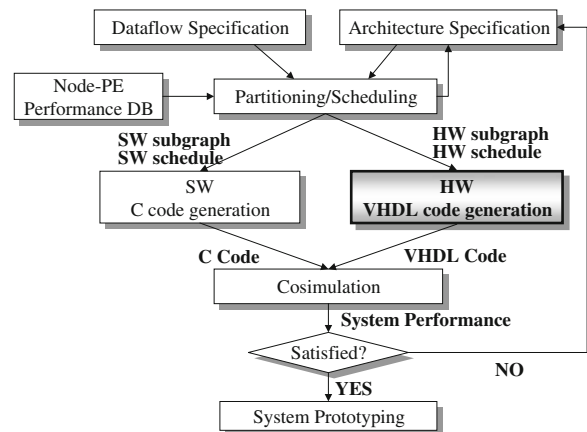 Dataflow Specification
Architecture Specification
Node-PE
Performance DB
Partitioning/Scheduling
SW subgraph
SW schedule
HW subgraph
HW schedule
SW
C code generation
HW
VHDL code generation
C Code
VHDL Code
Cosimulation
System Performance
Satisfied?
NO
YES
System Prototyping